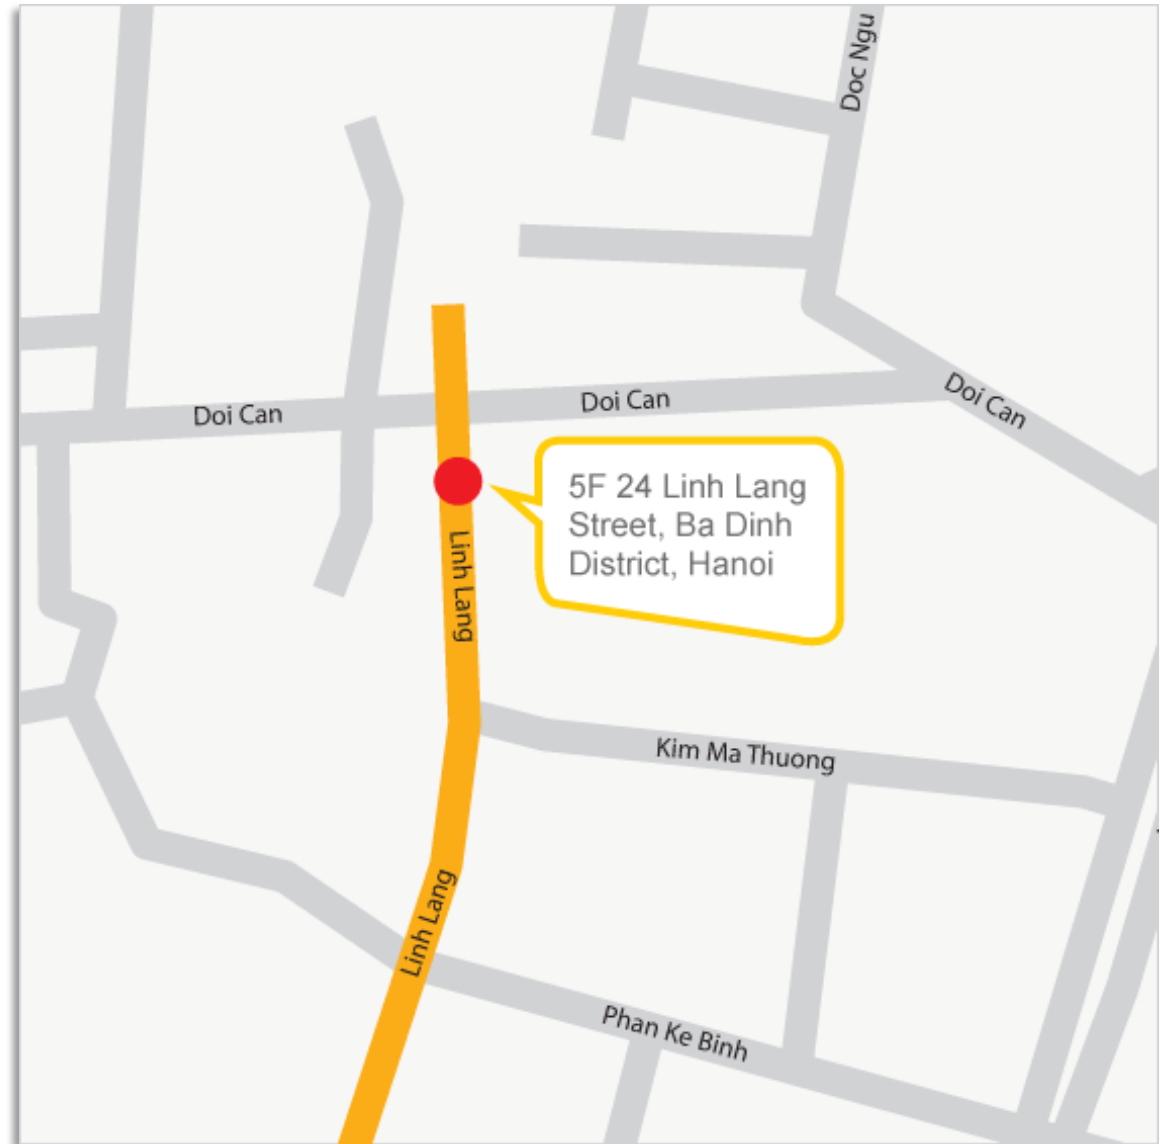 Doc Ngu
Doi Can
Doi Can
Doi Can
5F 24 Linh Lang
Street, Ba Dinh
District, Hanoi
Linh Lang
Kim Ma Thuong
Linh Lang
Phan Ke Binh